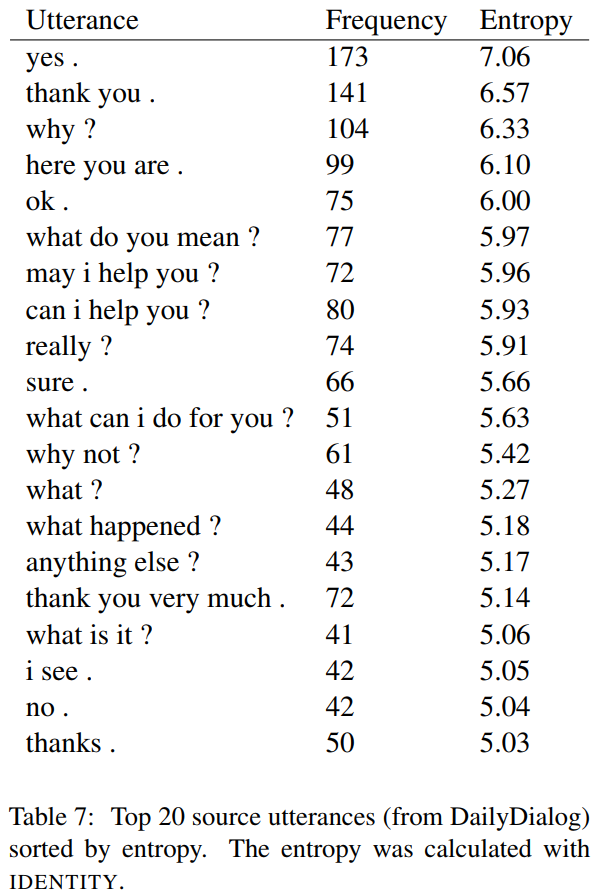 Utterance Frequency Entropy
yes . 173 7.06
thank you . 141 6.57
why ? 104 6.33
here you are . 99 6.10
ok . 75 6.00
what do you mean ? 77 5.97
may i help you ? 72 5.96
can i help you ? 80 5.93
really ? 74 5.91
sure . 66 5.66
what can i do for you ? 51 5.63
why not ? 61 5.42
what ? 48 5.27
what happened ? 44 5.18
anything else ? 43 5.17
thank you very much . 72 5.14
what is it ? 41 5.06
i see . 42 5.05
no . 42 5.04
thanks . 50 5.03
Table 7: Top 20 source utterances (from DailyDialog)
sorted by entropy. The entropy was calculated with
IDENTITY.